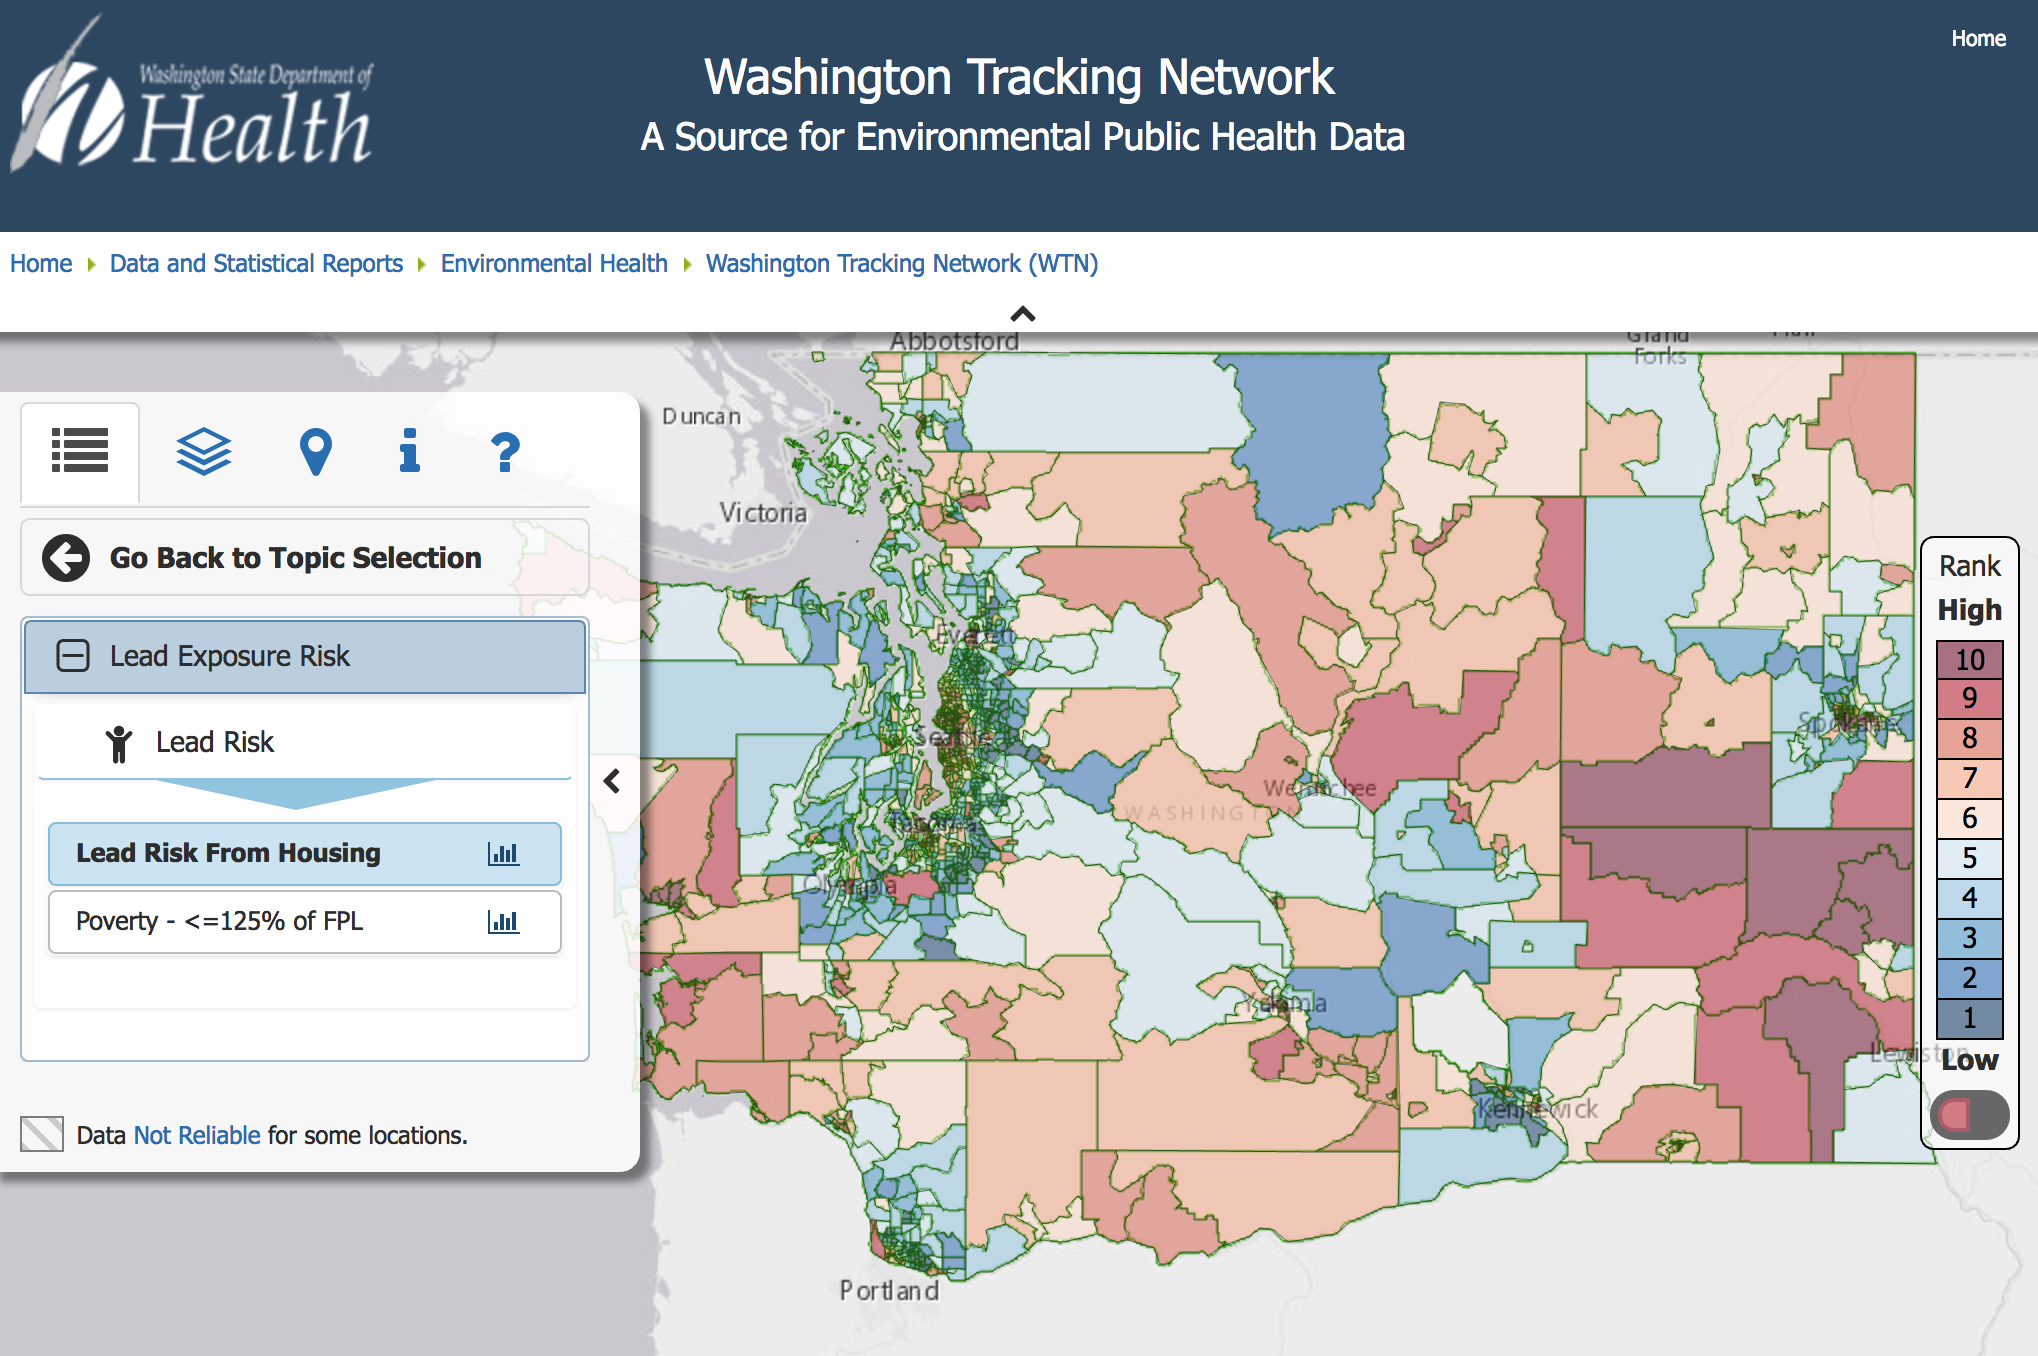 Washington State Department of
Health
Washington Tracking Network
A Source for Environmental Public Health Data
Home
Home
Data and Statistical Reports
Environmental Health
Washington Tracking Network (WTN)
Abbotsford
Grand
Forks
Duncan
Victoria
Go Back to Topic Selection
Lead Exposure Risk
Lead Risk
Lead Risk From Housing
Poverty - <=125% of FPL
Data Not Reliable for some locations.
Everett
Seattle
Spokane
Wenatchee
WASHINGTON
Tacoma
Olympia
Yakima
Kennewick
Lewiston
Portland
Rank
High
10
9
8
7
6
5
4
3
2
1
Low